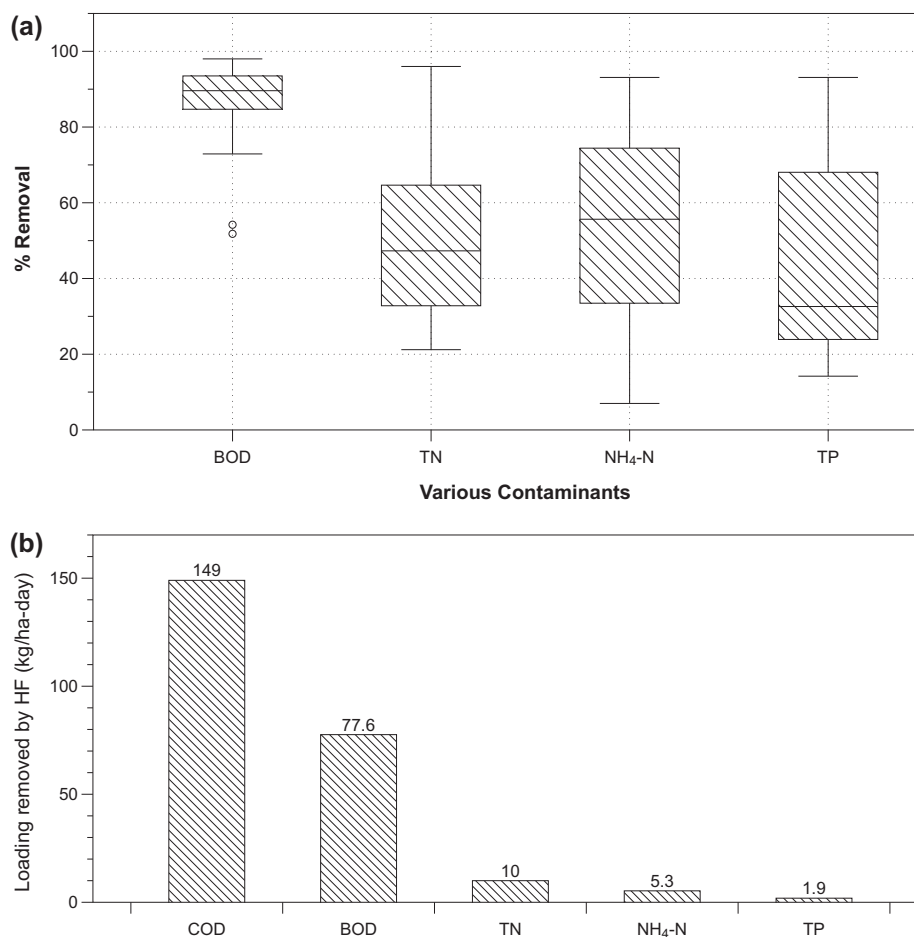 (a)
100
80
60
40
20
0
% Removal
BOD TN NH₄-N TP
Various Contaminants
(b)
150
100
50
0
Loading removed by HF (kg/ha-day)
149
77.6
10
5.3
1.9
COD BOD TN NH₄-N TP